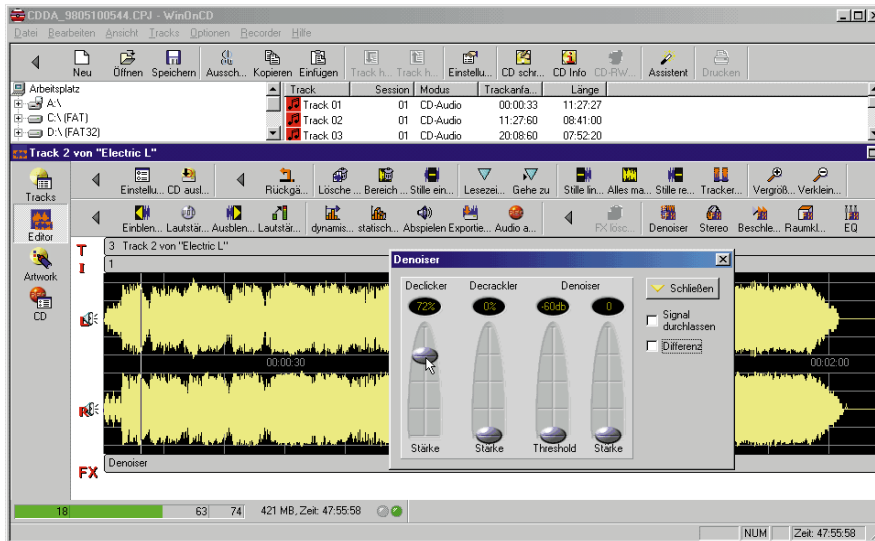 CDDA_9805100544.CPJ - WinOnCD
Datei Bearbeiten Ansicht Tracks Optionen Recorder Hilfe
Neu Öffnen Speichern Aussch... Kopieren Einfügen Track h... Track h... Einstellu... CD schr... CD Info CD-RW... Assistent Drucken
Arbeitsplatz
A:\
C:\ (FAT)
D:\ (FAT32)
Track Session Modus Trackanfa... Länge
Track 01 01 CD-Audio 00:00:33 11:27:27
Track 02 01 CD-Audio 11:27:60 08:41:00
Track 03 01 CD-Audio 20:08:60 07:52:20
Track 2 von "Electric L"
Tracks
Editor
Artwork
CD
Einstellu... CD ausl... Rückgä... Lösche ... Bereich ... Stille ein... Lesezei... Gehe zu Stille lin... Alles ma... Stille re... Tracker... Vergröß... Verklein...
Einblen... Lautstär... Ausblen... Lautstär... dynamis... statisch... Abspielen Exportie... Audio a... FX lösc... Denoiser Stereo Beschle... Raumkl... EQ
T 3 Track 2 von "Electric L"
I 1
L
00:00:30
00:02:00
R
FX Denoiser
Denoiser
Declicker Decrackler Denoiser
72% 0% -60db 0
Stärke Stärke Threshold Stärke
Schließen
Signal durchlassen
Differenz
18 63 74 421 MB, Zeit: 47:55:58
NUM Zeit: 47:55:58